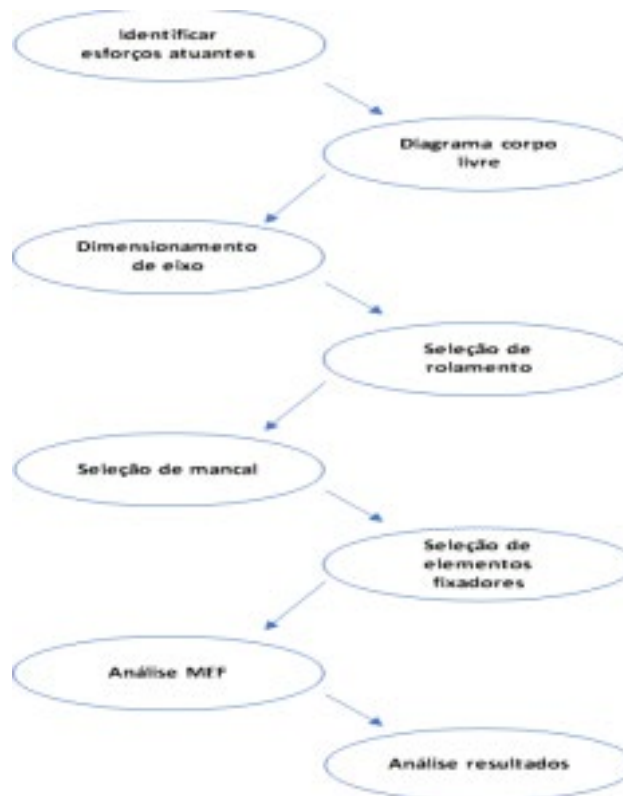 Identificar
esforços atuantes
Diagrama corpo
livre
Dimensionamento
de eixo
Seleção de
rolamento
Seleção de mancal
Seleção de
elementos
fixadores
Análise MEF
Análise resultados